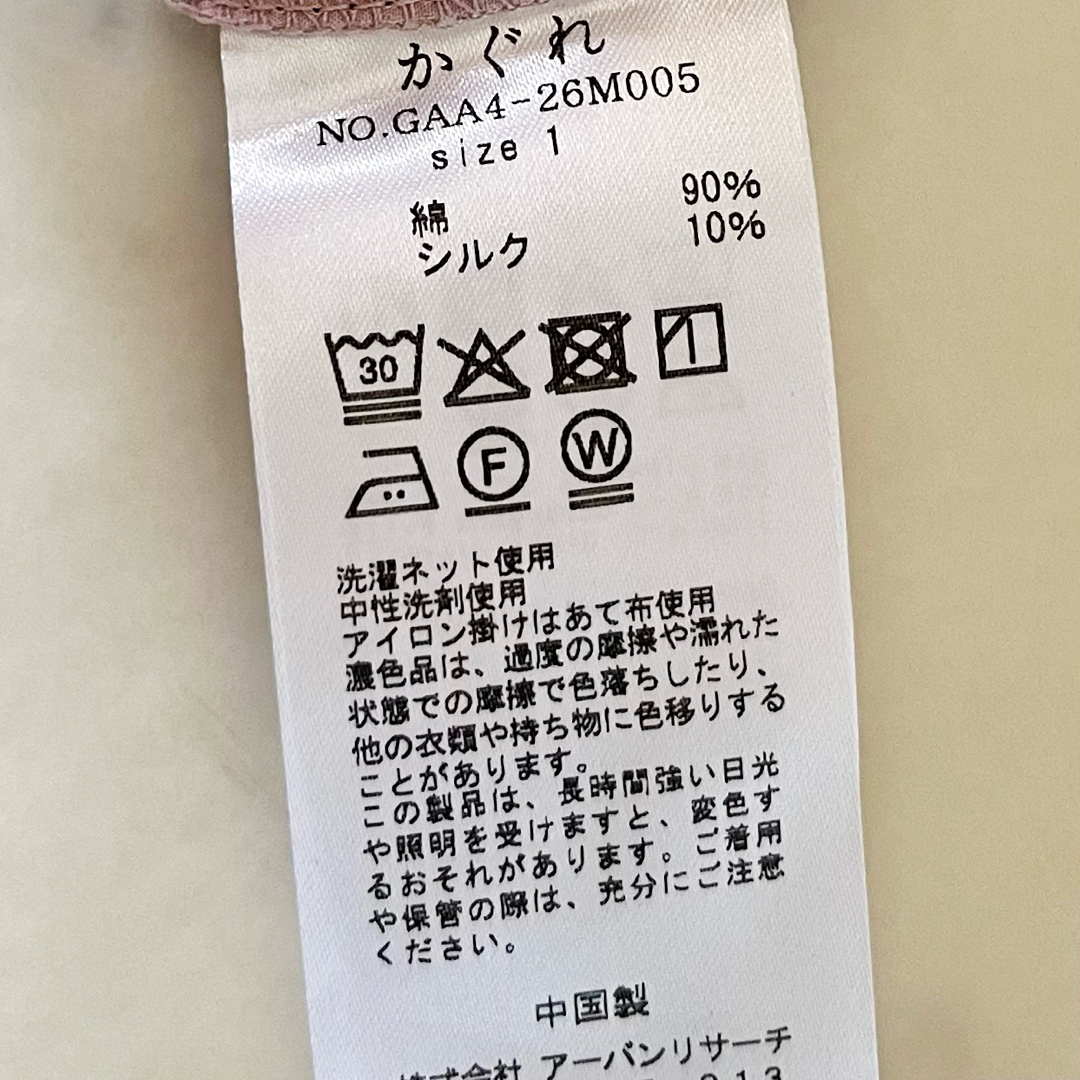 かぐれ
NO.GAA4-26M005
size 1
綿 90%
シルク 10%
30
F W
洗濯ネット使用
中性洗剤使用
アイロン掛けはあて布使用
濃色品は、過度の摩擦や濡れた
状態での摩擦で色落ちしたり、
他の衣類や持ち物に色移りする
ことがあります。
この製品は、長時間強い日光
や照明を受けますと、変色す
るおそれがあります。ご着用
や保管の際は、充分にご注意
ください。
中国製
株式会社 アーバンリサーチ